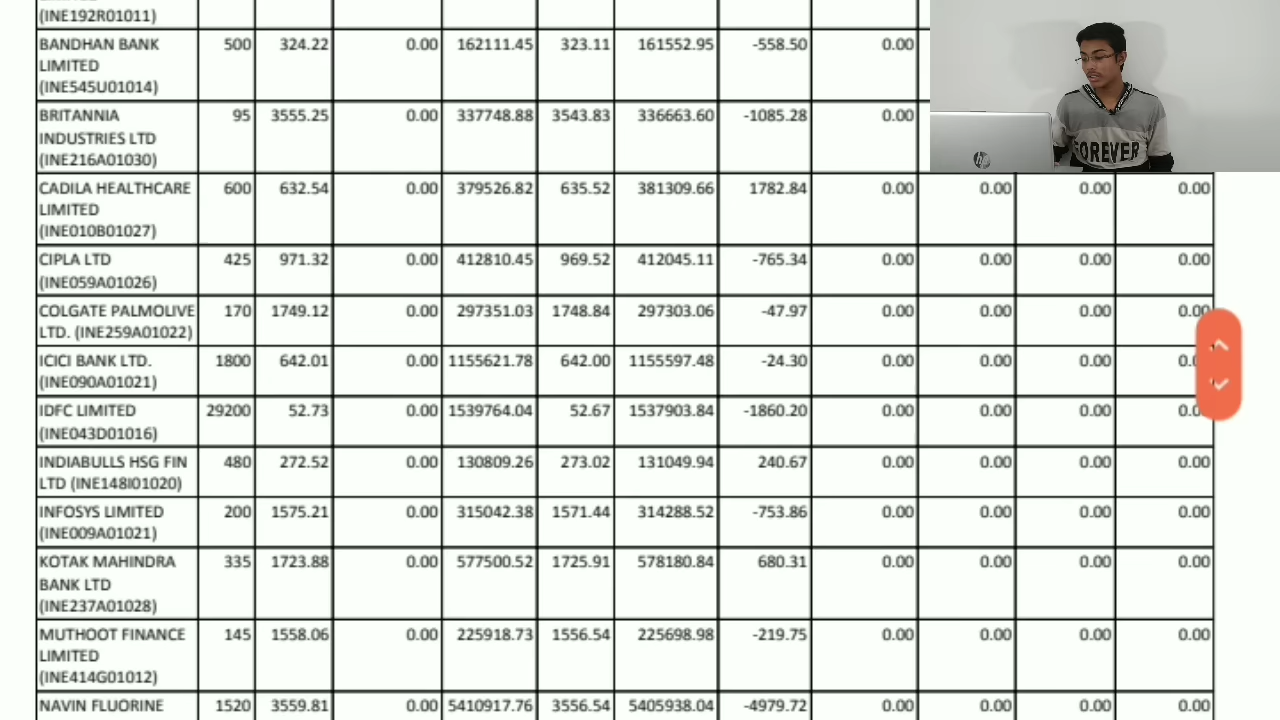 (INE192R01011)
BANDHAN BANK 500 324.22 0.00 162111.45 323.11 161552.95 -558.50 0.00
LIMITED
(INE545U01014)
BRITANNIA 95 3555.25 0.00 337748.88 3543.83 336663.60 -1085.28 0.00
INDUSTRIES LTD
(INE216A01030)
CADILA HEALTHCARE 600 632.54 0.00 379526.82 635.52 381309.66 1782.84 0.00 0.00 0.00 0.00
LIMITED
(INE010B01027)
CIPLA LTD 425 971.32 0.00 412810.45 969.52 412045.11 -765.34 0.00 0.00 0.00 0.00
(INE059A01026)
COLGATE PALMOLIVE 170 1749.12 0.00 297351.03 1748.84 297303.06 -47.97 0.00 0.00 0.00 0.00
LTD. (INE259A01022)
ICICI BANK LTD. 1800 642.01 0.00 1155621.78 642.00 1155597.48 -24.30 0.00 0.00 0.00
(INE090A01021)
IDFC LIMITED 29200 52.73 0.00 1539764.04 52.67 1537903.84 -1860.20 0.00 0.00 0.00
(INE043D01016)
INDIABULLS HSG FIN 480 272.52 0.00 130809.26 273.02 131049.94 240.67 0.00 0.00 0.00 0.00
LTD (INE148I01020)
INFOSYS LIMITED 200 1575.21 0.00 315042.38 1571.44 314288.52 -753.86 0.00 0.00 0.00 0.00
(INE009A01021)
KOTAK MAHINDRA 335 1723.88 0.00 577500.52 1725.91 578180.84 680.31 0.00 0.00 0.00 0.00
BANK LTD
(INE237A01028)
MUTHOOT FINANCE 145 1558.06 0.00 225918.73 1556.54 225698.98 -219.75 0.00 0.00 0.00 0.00
LIMITED
(INE414G01012)
NAVIN FLUORINE 1520 3559.81 0.00 5410917.76 3556.54 5405938.04 -4979.72 0.00 0.00 0.00 0.00
hp
FOREVER